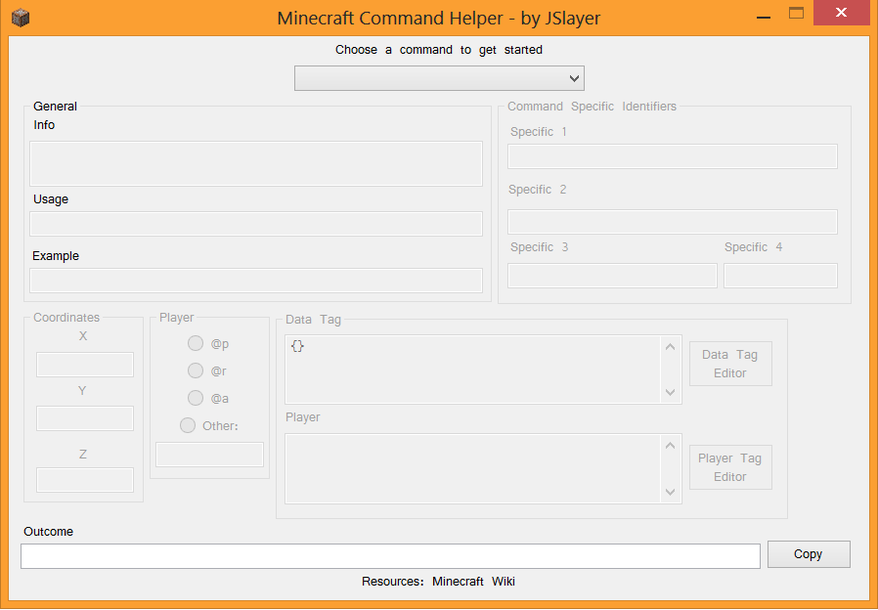 Minecraft Command Helper - by JSlayer
Choose a command to get started
General
Info
Usage
Example
Command Specific Identifiers
Specific 1
Specific 2
Specific 3
Specific 4
Coordinates
X
Y
Z
Player
@p
@r
@a
Other:
Data Tag
{}
Data Tag
Editor
Player
Player Tag
Editor
Outcome
Copy
Resources: Minecraft Wiki